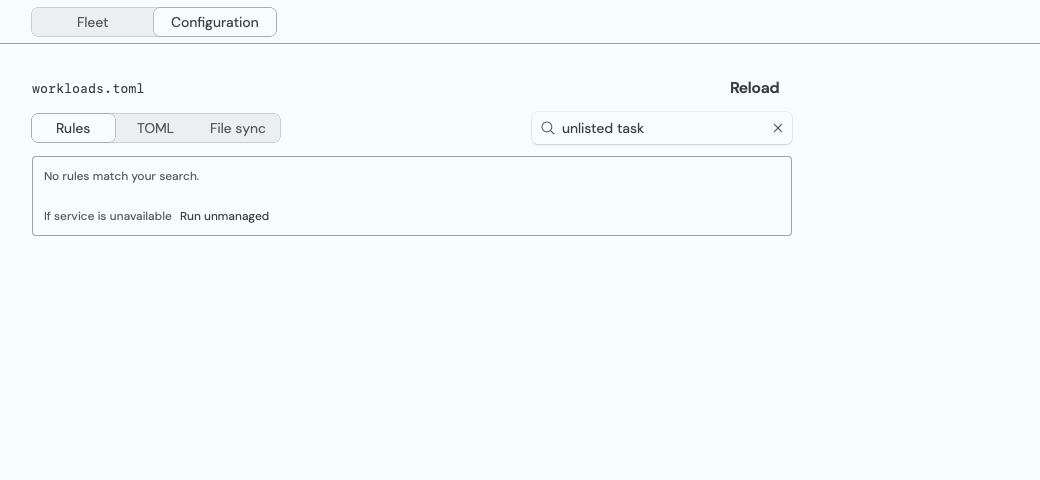 Fleet Configuration
workloads.toml Reload
Rules TOML File sync unlisted task
No rules match your search.
If service is unavailable Run unmanaged